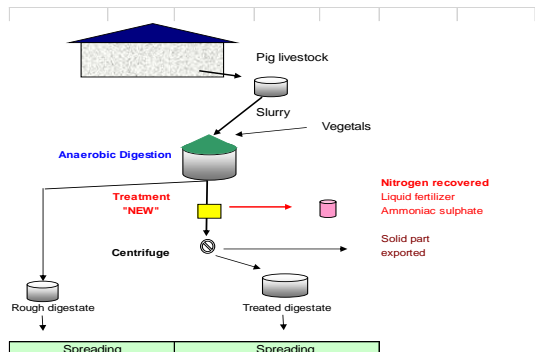 Pig livestock
Slurry
Vegetals
Anaerobic Digestion
Treatment
"NEW"
Nitrogen recovered
Liquid fertilizer
Ammoniac sulphate
Centrifuge
Solid part
exported
Rough digestate
Treated digestate
Spreading
Spreading